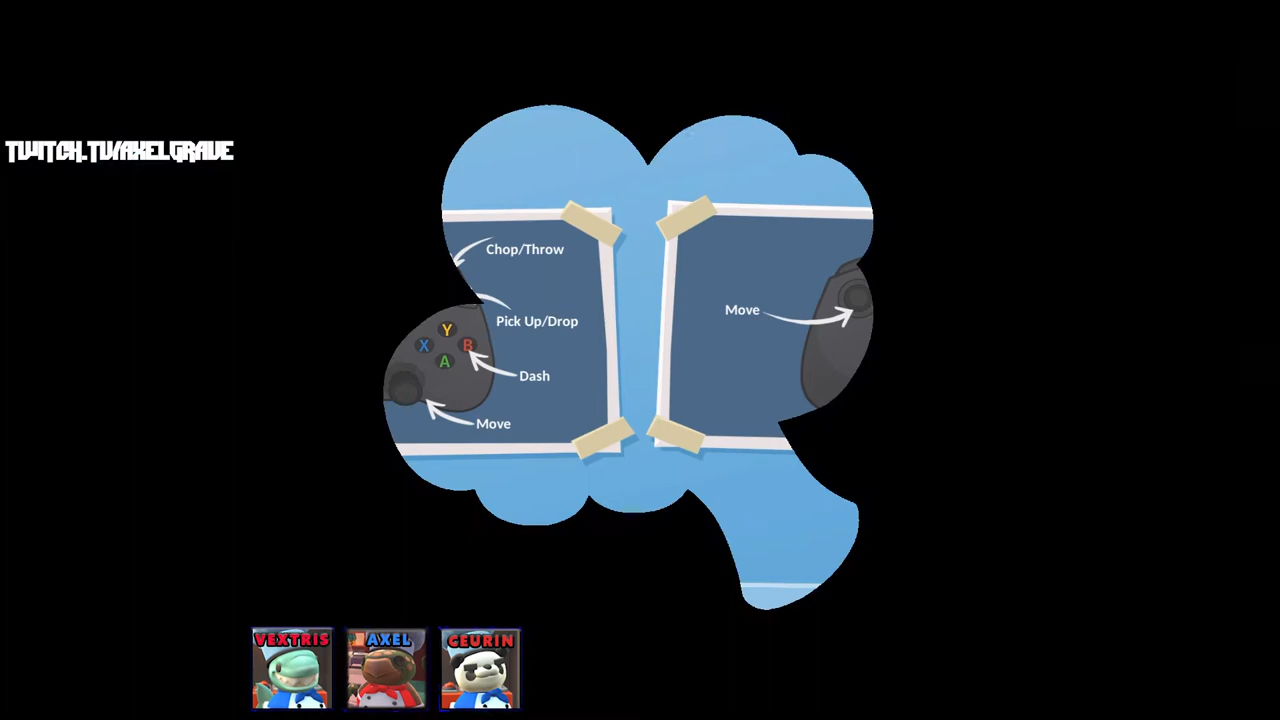 TWITCH.TV/AXELGRAVE
Chop/Throw
Pick Up/Drop
Y
X
B
A
Dash
Move
Move
VEXTRIS
AXEL
GEURIN